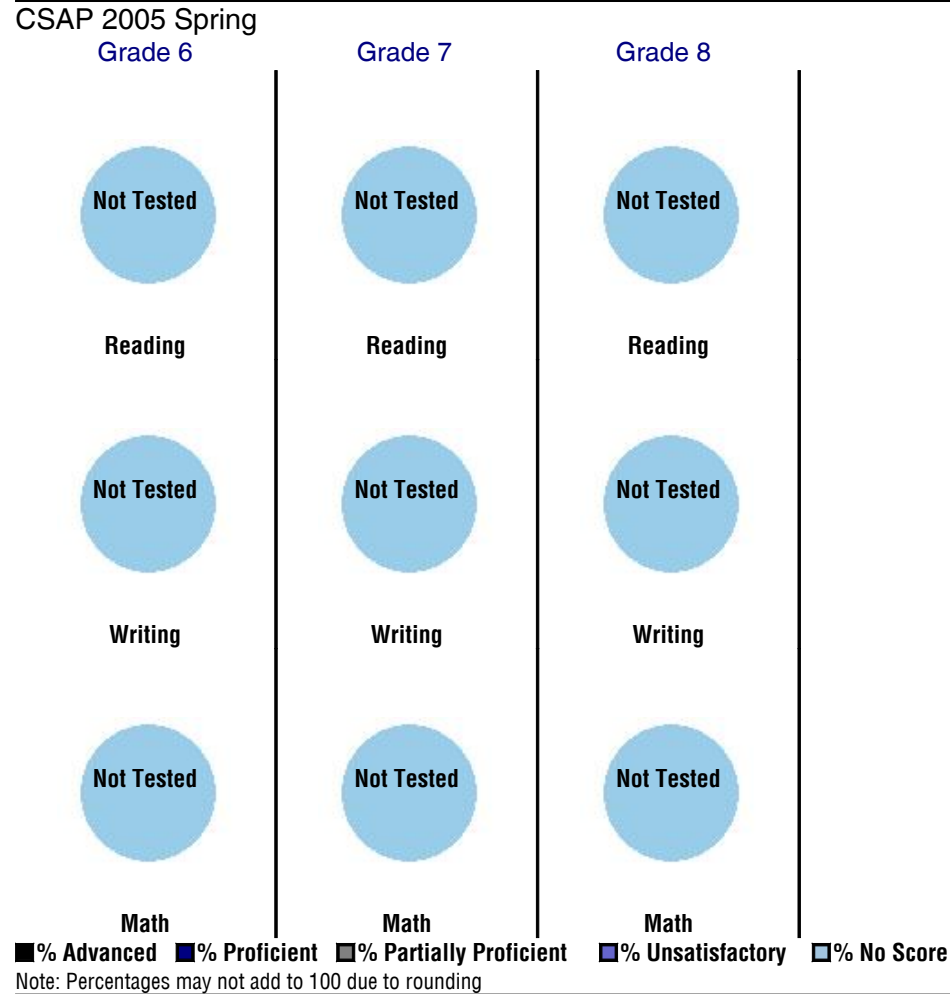 CSAP 2005 Spring
Grade 6 Grade 7 Grade 8
Not Tested Not Tested Not Tested
Reading Reading Reading
Not Tested Not Tested Not Tested
Writing Writing Writing
Not Tested Not Tested Not Tested
Math Math Math
% Advanced % Proficient % Partially Proficient % Unsatisfactory % No Score
Note: Percentages may not add to 100 due to rounding